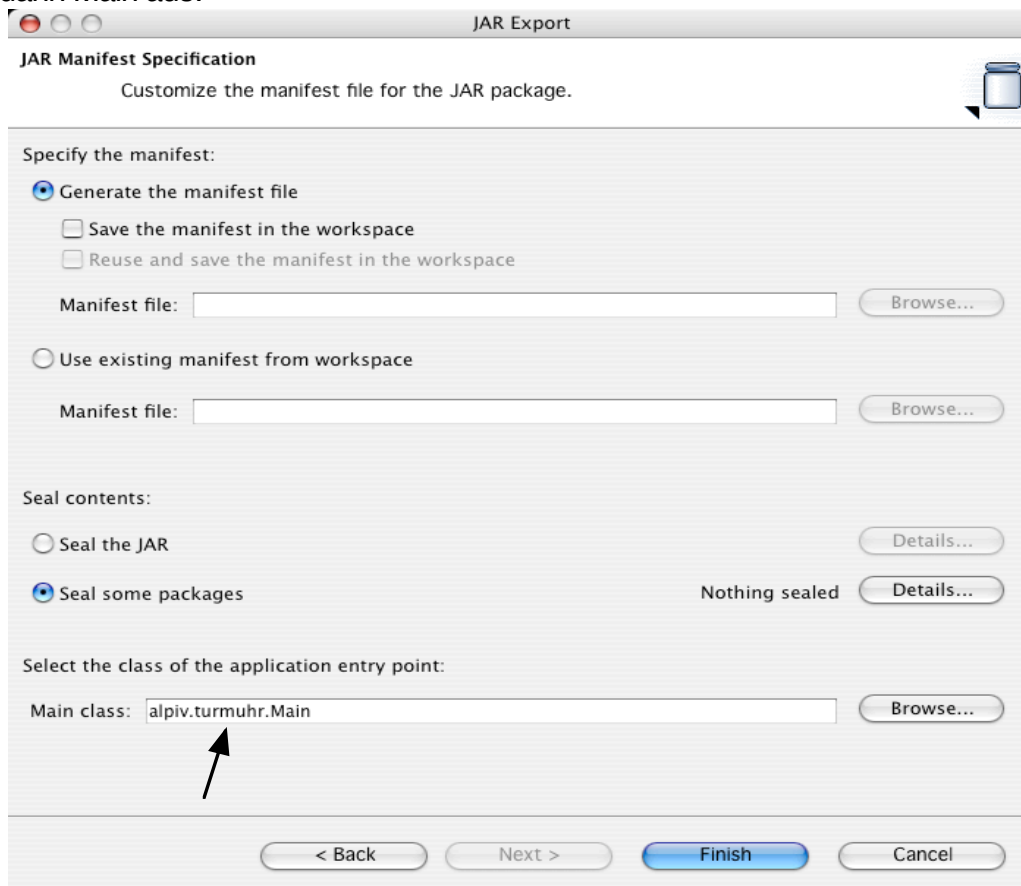 dann Main aus.
JAR Export
JAR Manifest Specification
Customize the manifest file for the JAR package.
Specify the manifest:
Generate the manifest file
Save the manifest in the workspace
Reuse and save the manifest in the workspace
Manifest file: Browse...
Use existing manifest from workspace
Manifest file: Browse...
Seal contents:
Seal the JAR Details...
Seal some packages Nothing sealed Details...
Select the class of the application entry point:
Main class: alpiv.turmuhr.Main Browse...
< Back Next > Finish Cancel